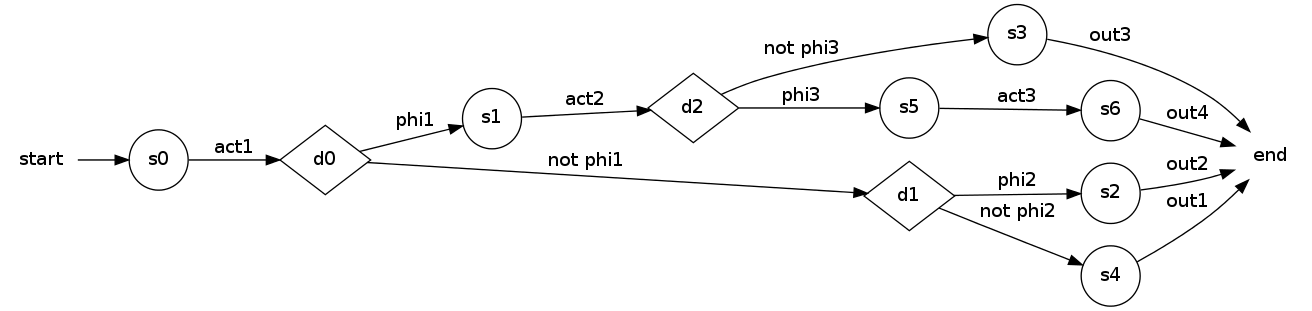 start
s0
act1
d0
phi1
not phi1
s1
act2
d2
not phi3
phi3
s3
out3
s5
act3
s6
out4
d1
phi2
not phi2
s2
out2
s4
out1
end